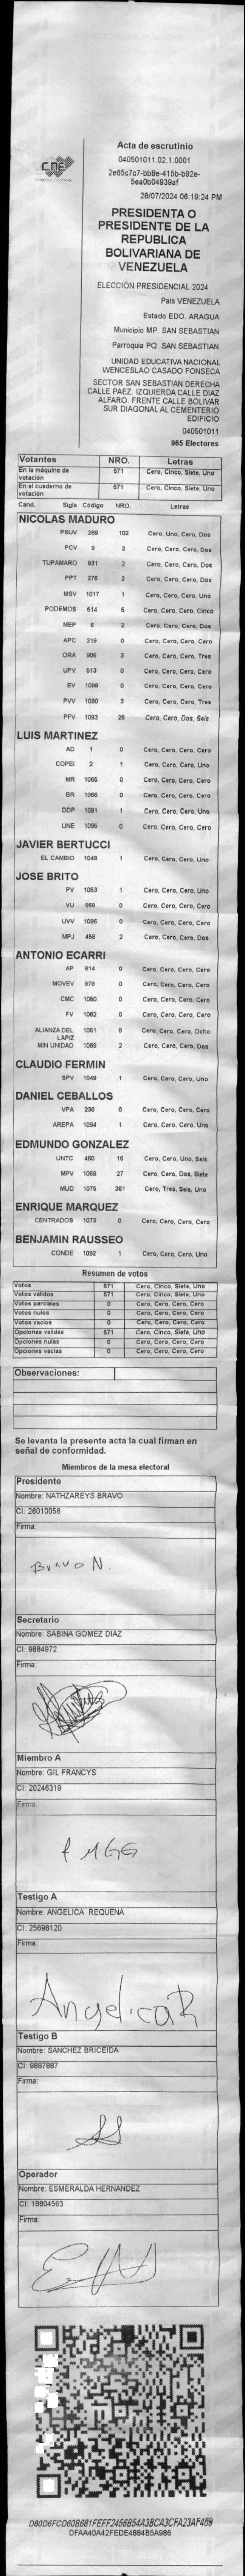 CNE
Acta de escrutinio
040501011.02.1.0001
2e65c7c7-bb8e-415b-b92e-
5ea0b04939af
28/07/2024 06:19:24 PM
PRESIDENTA O
PRESIDENTE DE LA
REPUBLICA
BOLIVARIANA DE
VENEZUELA
ELECCIÓN PRESIDENCIAL 2024
Pais VENEZUELA
Estado EDO. ARAGUA
Municipio MP. SAN SEBASTIAN
Parroquia PQ. SAN SEBASTIAN
UNIDAD EDUCATIVA NACIONAL
WENCESLAO CASADO FONSECA
SECTOR SAN SEBASTIAN DERECHA
CALLE PAEZ. IZQUIERDA CALLE DIAZ
ALFARO. FRENTE CALLE BOLIVAR
SUR DIAGONAL AL CEMENTERIO
EDIFICIO
040501011
965 Electores
Votantes NRO. Letras
En la máquina de votación 571 Cero, Cinco, Siete, Uno
En el cuaderno de votación 571 Cero, Cinco, Siete, Uno
Cand. Sigla Código NRO. Letras
NICOLAS MADURO
PSUV 268 102 Cero, Uno, Cero, Dos
PCV 2 Cero, Cero, Cero, Dos
TUPAMARO 931 2 Cero, Cero, Cero, Dos
PPT 276 2 Cero, Cero, Cero, Dos
MSV 1017 1 Cero, Cero, Cero, Uno
PODEMOS 514 5 Cero, Cero, Cero, Cinco
MEP 6 2 Cero, Cero, Cero, Dos
APC 219 0 Cero, Cero, Cero, Cero
ORA 906 3 Cero, Cero, Cero, Tres
UPV 513 0 Cero, Cero, Cero, Cero
EV 1069 0 Cero, Cero, Cero, Cero
PVV 1090 3 Cero, Cero, Cero, Tres
PFV 1093 26 Cero, Cero, Dos, Seis
LUIS MARTINEZ
AD 1 0 Cero, Cero, Cero, Cero
COPEI 2 1 Cero, Cero, Cero, Uno
MR 1065 0 Cero, Cero, Cero, Cero
BR 1066 0 Cero, Cero, Cero, Cero
DDP 1091 1 Cero, Cero, Cero, Uno
UNE 1095 0 Cero, Cero, Cero, Cero
JAVIER BERTUCCI
EL CAMBIO 1049 1 Cero, Cero, Cero, Uno
JOSE BRITO
PV 1053 1 Cero, Cero, Cero, Uno
VU 968 0 Cero, Cero, Cero, Cero
UVV 1096 0 Cero, Cero, Cero, Cero
MPJ 458 2 Cero, Cero, Cero, Dos
ANTONIO ECARRI
AP 914 0 Cero, Cero, Cero, Cero
MOVEV 978 0 Cero, Cero, Cero, Cero
CMC 1050 0 Cero, Cero, Cero, Cero
FV 1052 0 Cero, Cero, Cero, Cero
ALIANZA DEL LAPIZ 1051 8 Cero, Cero, Cero, Ocho
MIN UNIDAD 1058 2 Cero, Cero, Cero, Dos
CLAUDIO FERMIN
SPV 1049 1 Cero, Cero, Cero, Uno
DANIEL CEBALLOS
VPA 236 0 Cero, Cero, Cero, Cero
AREPA 1094 1 Cero, Cero, Cero, Uno
EDMUNDO GONZALEZ
UNTC 460 16 Cero, Cero, Uno, Seis
MPV 1069 27 Cero, Cero, Dos, Siete
MUD 1075 361 Cero, Tres, Seis, Uno
ENRIQUE MARQUEZ
CENTRADOS 1073 0 Cero, Cero, Cero, Cero
BENJAMIN RAUSSEO
CONDE 1092 1 Cero, Cero, Cero, Uno
Resumen de votos
Votos 571 Cero, Cinco, Siete, Uno
Votos validos 571 Cero, Cinco, Siete, Uno
Votos parciales 0 Cero, Cero, Cero, Cero
Votos nulos 0 Cero, Cero, Cero, Cero
Votos vacios 0 Cero, Cero, Cero, Cero
Opciones validas 571 Cero, Cinco, Siete, Uno
Opciones nulas 0 Cero, Cero, Cero, Cero
Opciones vacias 0 Cero, Cero, Cero, Cero
Observaciones:
Se levanta la presente acta la cual firman en
señal de conformidad.
Miembros de la mesa electoral
Presidente
Nombre: NATHZAREYS BRAVO
CI: 26010056
Firma:
Bravo N.
Secretario
Nombre: SABINA GOMEZ DIAZ
CI: 9884972
Firma:
Miembro A
Nombre: GIL FRANCYS
CI: 20246319
Firma:
Testigo A
Nombre: ANGELICA REQUENA
CI: 25698120
Firma:
AngelicaR
Testigo B
Nombre: SANCHEZ BRICEIDA
CI: 9887887
Firma:
Operador
Nombre: ESMERALDA HERNANDEZ
CI: 18804563
Firma:
D80D6FCD60B681FEFF2456B54A3BCA3CFA23AF469
DFAA40A42FEDE4884B5A986